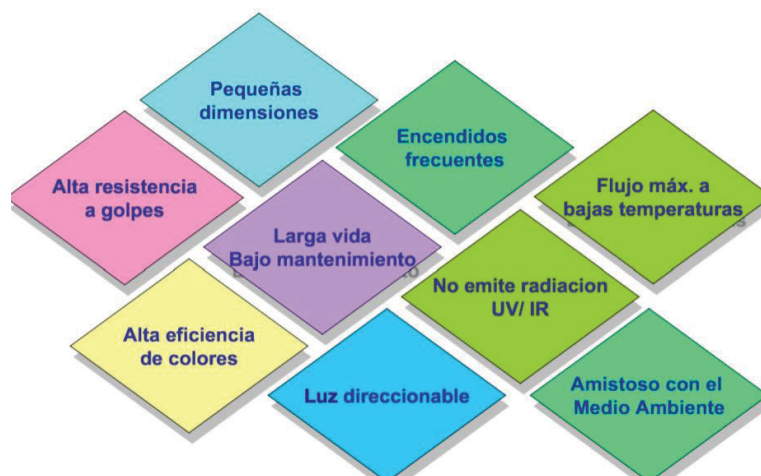 Pequeñas
dimensiones
Encendidos
frecuentes
Alta resistencia
a golpes
Flujo máx. a
bajas temperaturas
Larga vida
Bajo mantenimiento
No emite radiacion
UV/ IR
Alta eficiencia
de colores
Luz direccionable
Amistoso con el
Medio Ambiente